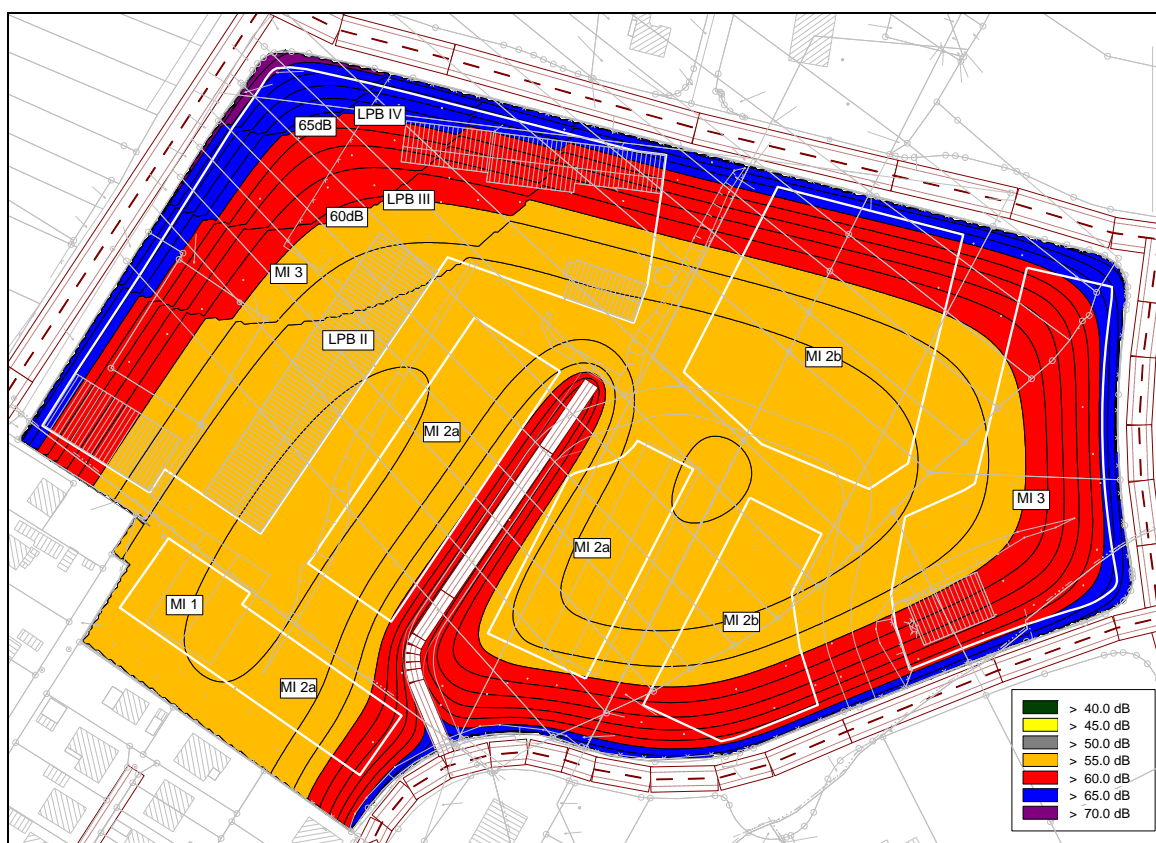 LPB IV
65dB
LPB III
60dB
MI 3
LPB II
MI 2b
MI 2a
MI 3
MI 2a
MI 1
MI 2b
MI 2a
> 40.0 dB
> 45.0 dB
> 50.0 dB
> 55.0 dB
> 60.0 dB
> 65.0 dB
> 70.0 dB